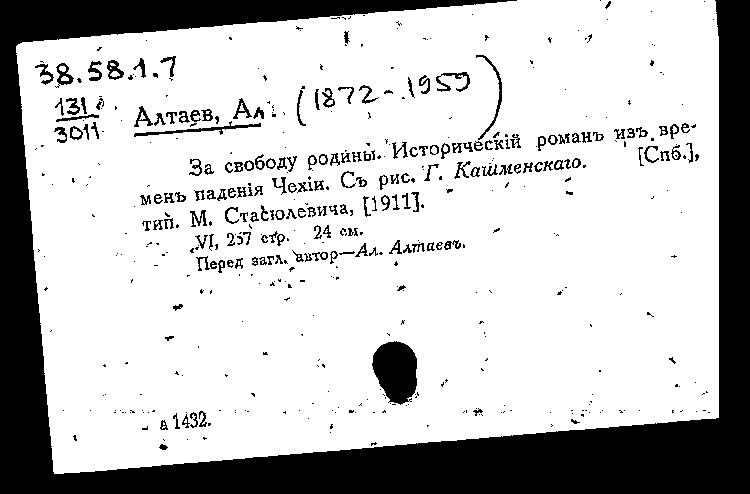 38.58.1.7
131
3011
Алтаев, Ал. (1872-1959)
За свободу родины. Историческій романъ изъ вре-
менъ паденія Чехіи. Съ рис. Г. Кашменскаго. [Спб.],
тип. М. Стасюлевича, [1911].
VI, 257 стр. 24 см.
Перед загл. автор—Ал. Алтаевъ.
а 1432.